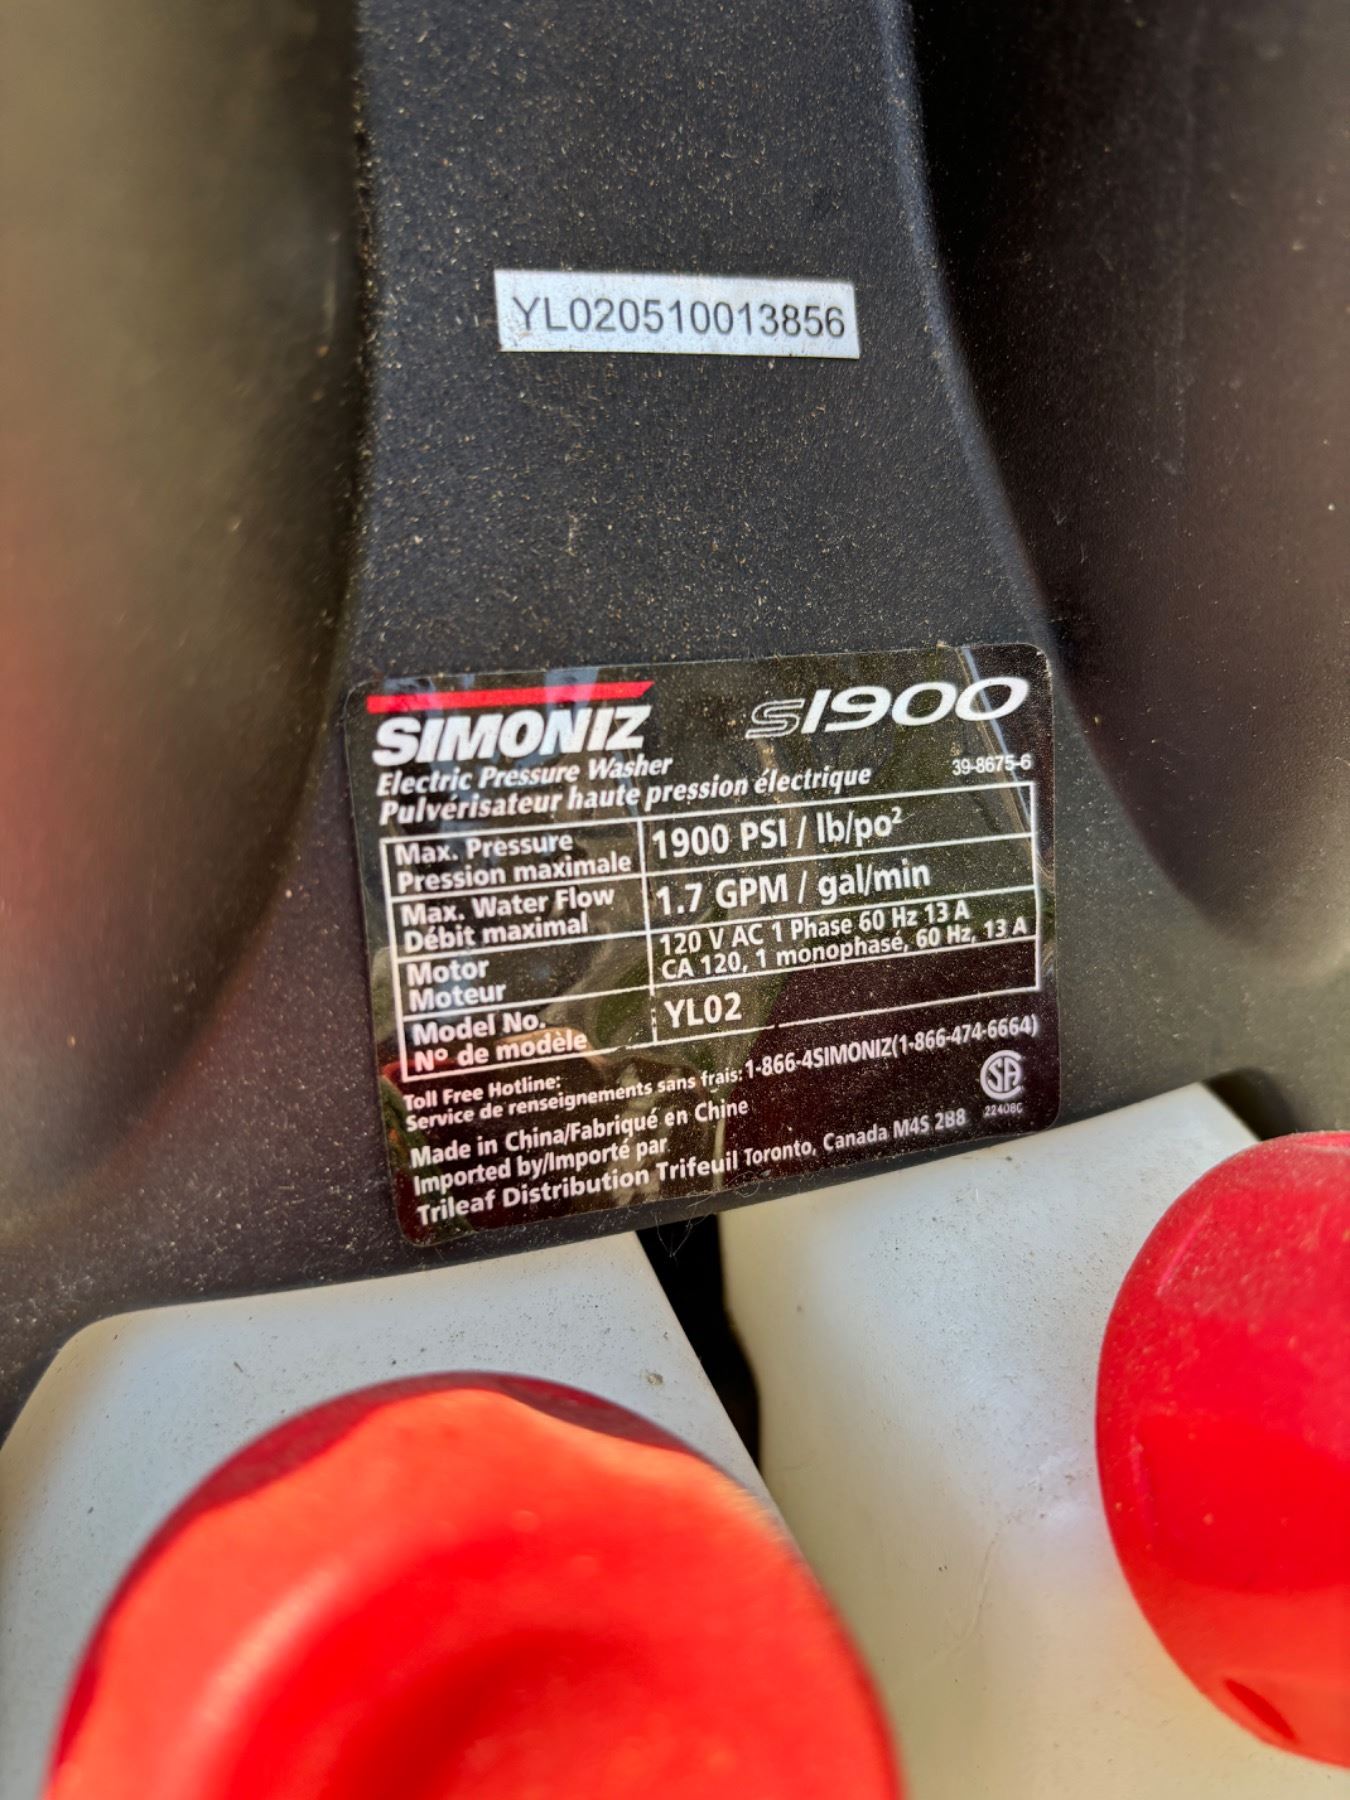 YL020510013856
SIMONIZ
S1900
Electric Pressure Washer
39-8675-6
Pulvérisateur haute pression électrique
Max. Pressure
Pression maximale
1900 PSI / lb/po²
Max. Water Flow
Débit maximal
1.7 GPM / gal/min
Motor
Moteur
120 V AC 1 Phase 60 Hz 13 A
CA 120, 1 monophasé, 60 Hz, 13 A
Model No.
Nº de modèle
YL02
Toll Free Hotline:
Service de renseignements sans frais: 1-866-4SIMONIZ(1-866-474-6664)
Made in China/Fabriqué en Chine
Imported by/Importé par
Trileaf Distribution Trifeuil Toronto, Canada M4S 2B8
SA
22408C